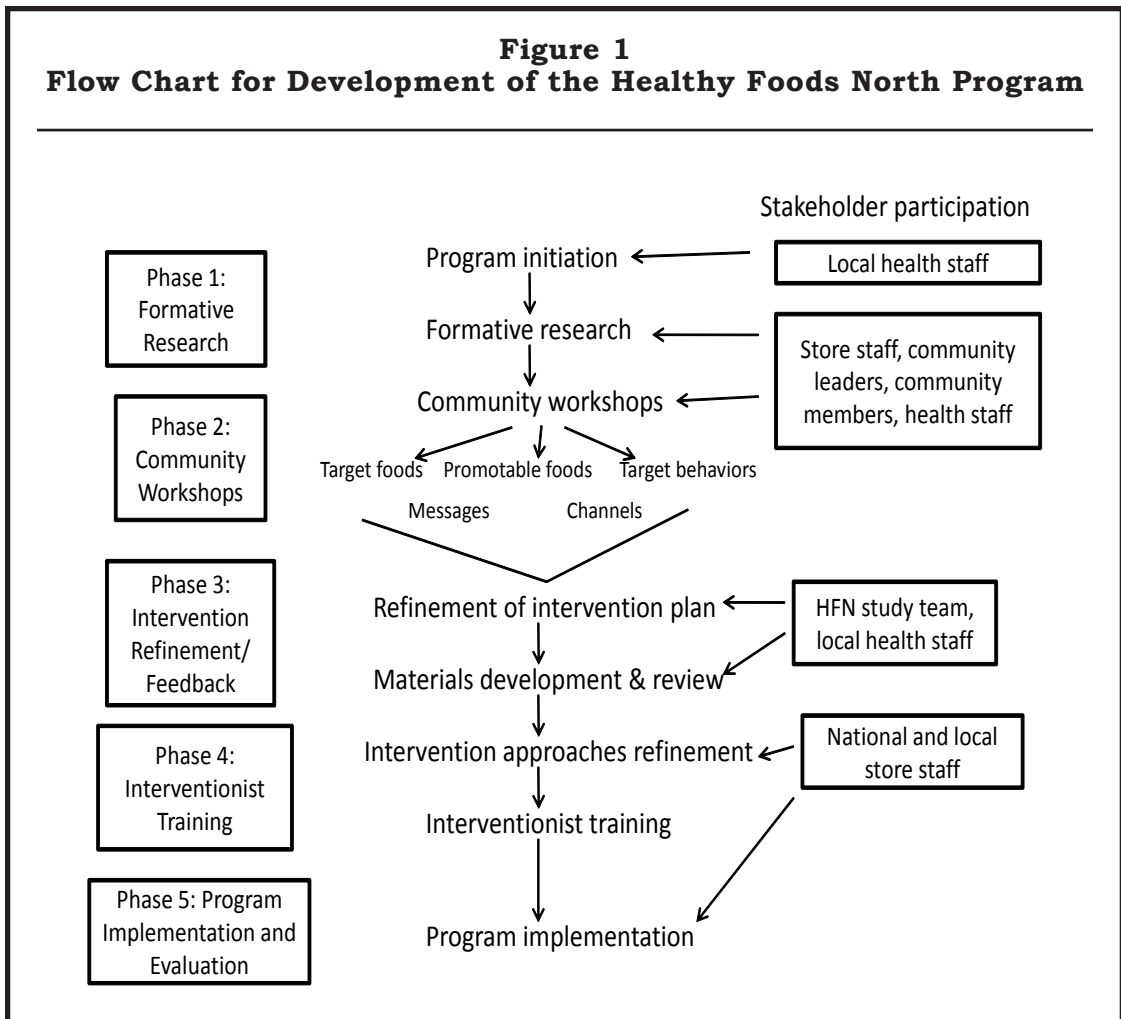 Figure 1
Flow Chart for Development of the Healthy Foods North Program
Stakeholder participation
Phase 1:
Formative
Research
Program initiation
Local health staff
Formative research
Store staff, community
leaders, community
members, health staff
Phase 2:
Community
Workshops
Community workshops
Target foods
Promotable foods
Target behaviors
Messages
Channels
Phase 3:
Intervention
Refinement/
Feedback
Refinement of intervention plan
HFN study team,
local health staff
Materials development & review
Phase 4:
Interventionist
Training
Intervention approaches refinement
National and local
store staff
Interventionist training
Phase 5: Program
Implementation and
Evaluation
Program implementation